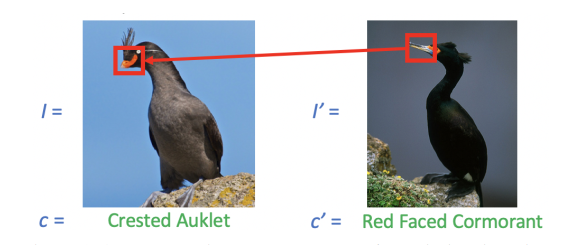 I =
I' =
c = Crested Auklet
c' = Red Faced Cormorant